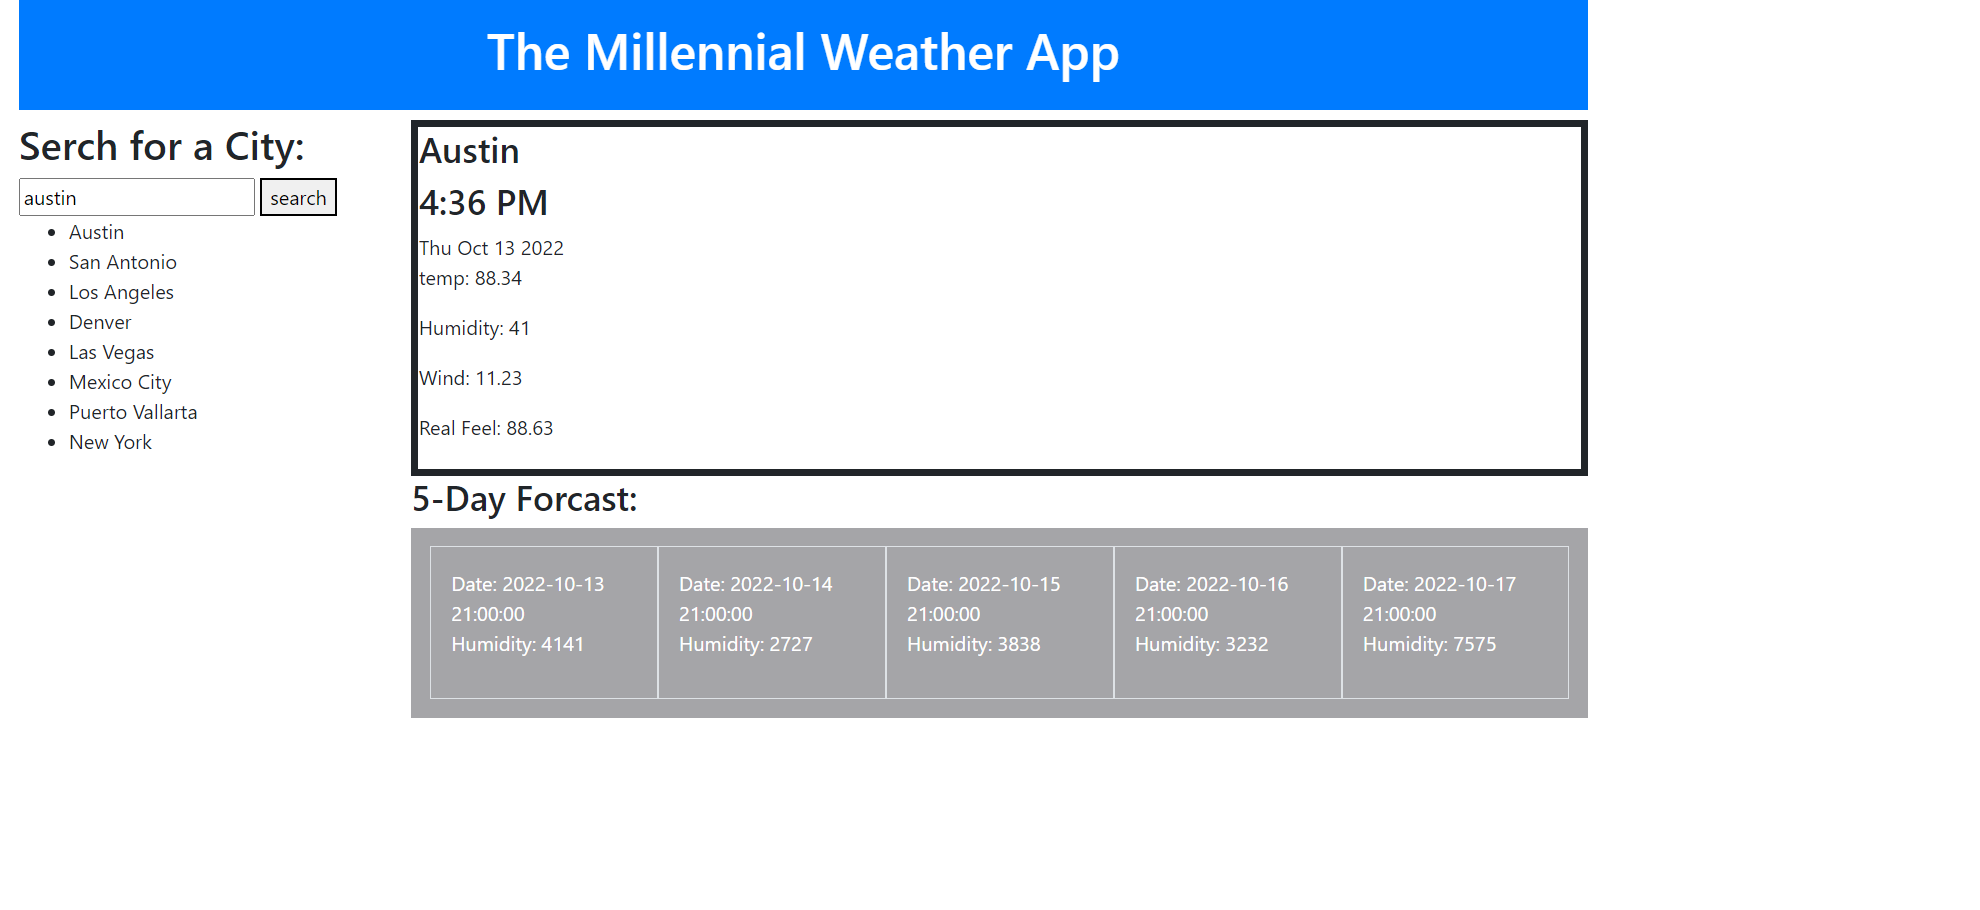 The Millennial Weather App
Serch for a City:
austin
search
Austin
San Antonio
Los Angeles
Denver
Las Vegas
Mexico City
Puerto Vallarta
New York
Austin
4:36 PM
Thu Oct 13 2022
temp: 88.34
Humidity: 41
Wind: 11.23
Real Feel: 88.63
5-Day Forcast:
Date: 2022-10-13
21:00:00
Humidity: 4141
Date: 2022-10-14
21:00:00
Humidity: 2727
Date: 2022-10-15
21:00:00
Humidity: 3838
Date: 2022-10-16
21:00:00
Humidity: 3232
Date: 2022-10-17
21:00:00
Humidity: 7575